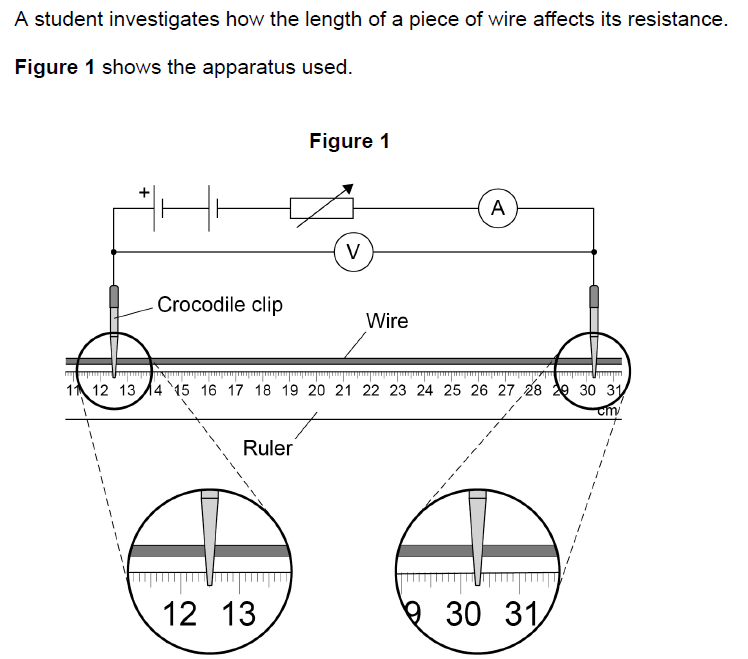 A student investigates how the length of a piece of wire affects its resistance.
Figure 1 shows the apparatus used.
Figure 1
+
A
V
Crocodile clip
Wire
11 12 13 14 15 16 17 18 19 20 21 22 23 24 25 26 27 28 29 30 31
cm
Ruler
12 13
9 30 31